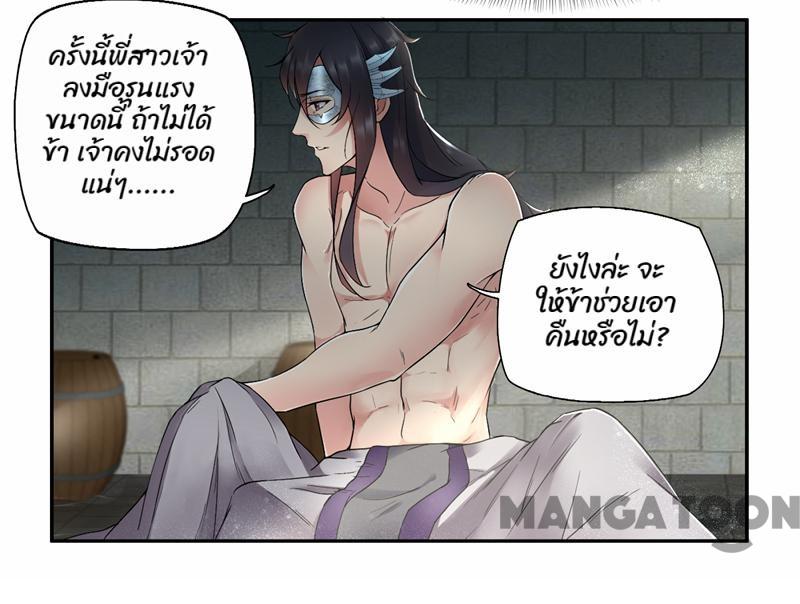 ครั้งนี้พี่สาวเจ้า
ลงมือรุนแรง
ขนาดนี้ ถ้าไม่ได้
ข้า เจ้าคงไม่รอด
แน่ๆ......
ยังไงล่ะ จะ
ให้ข้าช่วยเอา
คืนหรือไม่?
MANGATOON